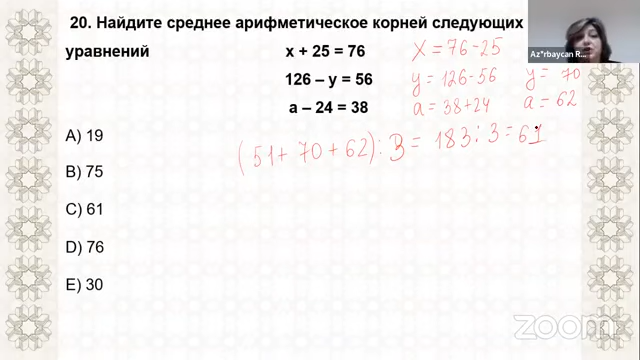 20. Найдите среднее арифметическое корней следующих
уравнений
x + 25 = 76
X = 76 - 25
126 – y = 56
y = 126 - 56
y = 70
a – 24 = 38
a = 38 + 24
a = 62
A) 19
(51 + 70 + 62) : 3 = 183 : 3 = 61
B) 75
C) 61
D) 76
E) 30
Az*rbaycan R...
zoom